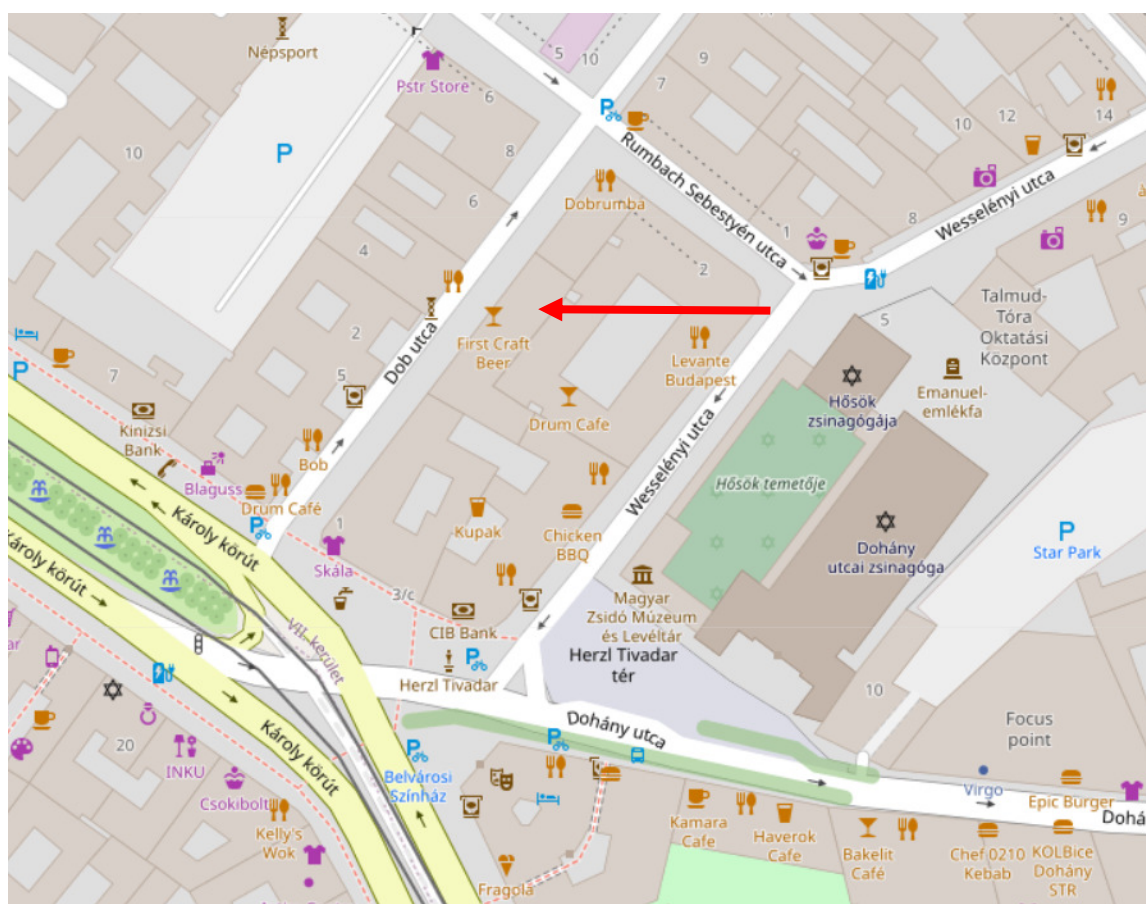 Népsport
Pstr Store
5
10
9
7
6
8
10
6
4
2
5
7
P
P
P
Dobrumba
Rumbach Sebestyén utca
1
2
12
10
14
8
9
Wesselényi utca
5
Talmud-
Tóra
Oktatási
Központ
Dob utca
First Craft
Beer
Levante
Budapest
Hősök
zsinagógája
Emanuel-
emlékfa
Kinizsi
Bank
Bob
Drum Cafe
Wesselényi utca
Hősök temetője
Blaguss
Drum Café
Károly körút
Kupak
Chicken
BBQ
Dohány
utcai zsinagóga
P
Star Park
Károly körút
1
Skála
3/c
CIB Bank
Magyar
Zsidó Múzeum
és Levéltár
VII. kerület
Herzl Tivadar
Herzl Tivadar
tér
ar
10
Dohány utca
Focus
point
20
INKU
Károly körút
Belvárosi
Színház
Csokibolt
Virgo
Epic Burger
Dohá
Kelly's
Wok
Kamara
Cafe
Haverok
Cafe
Bakelit
Café
Chef 0210
Kebab
KOLBice
Dohány
STR
Fragola